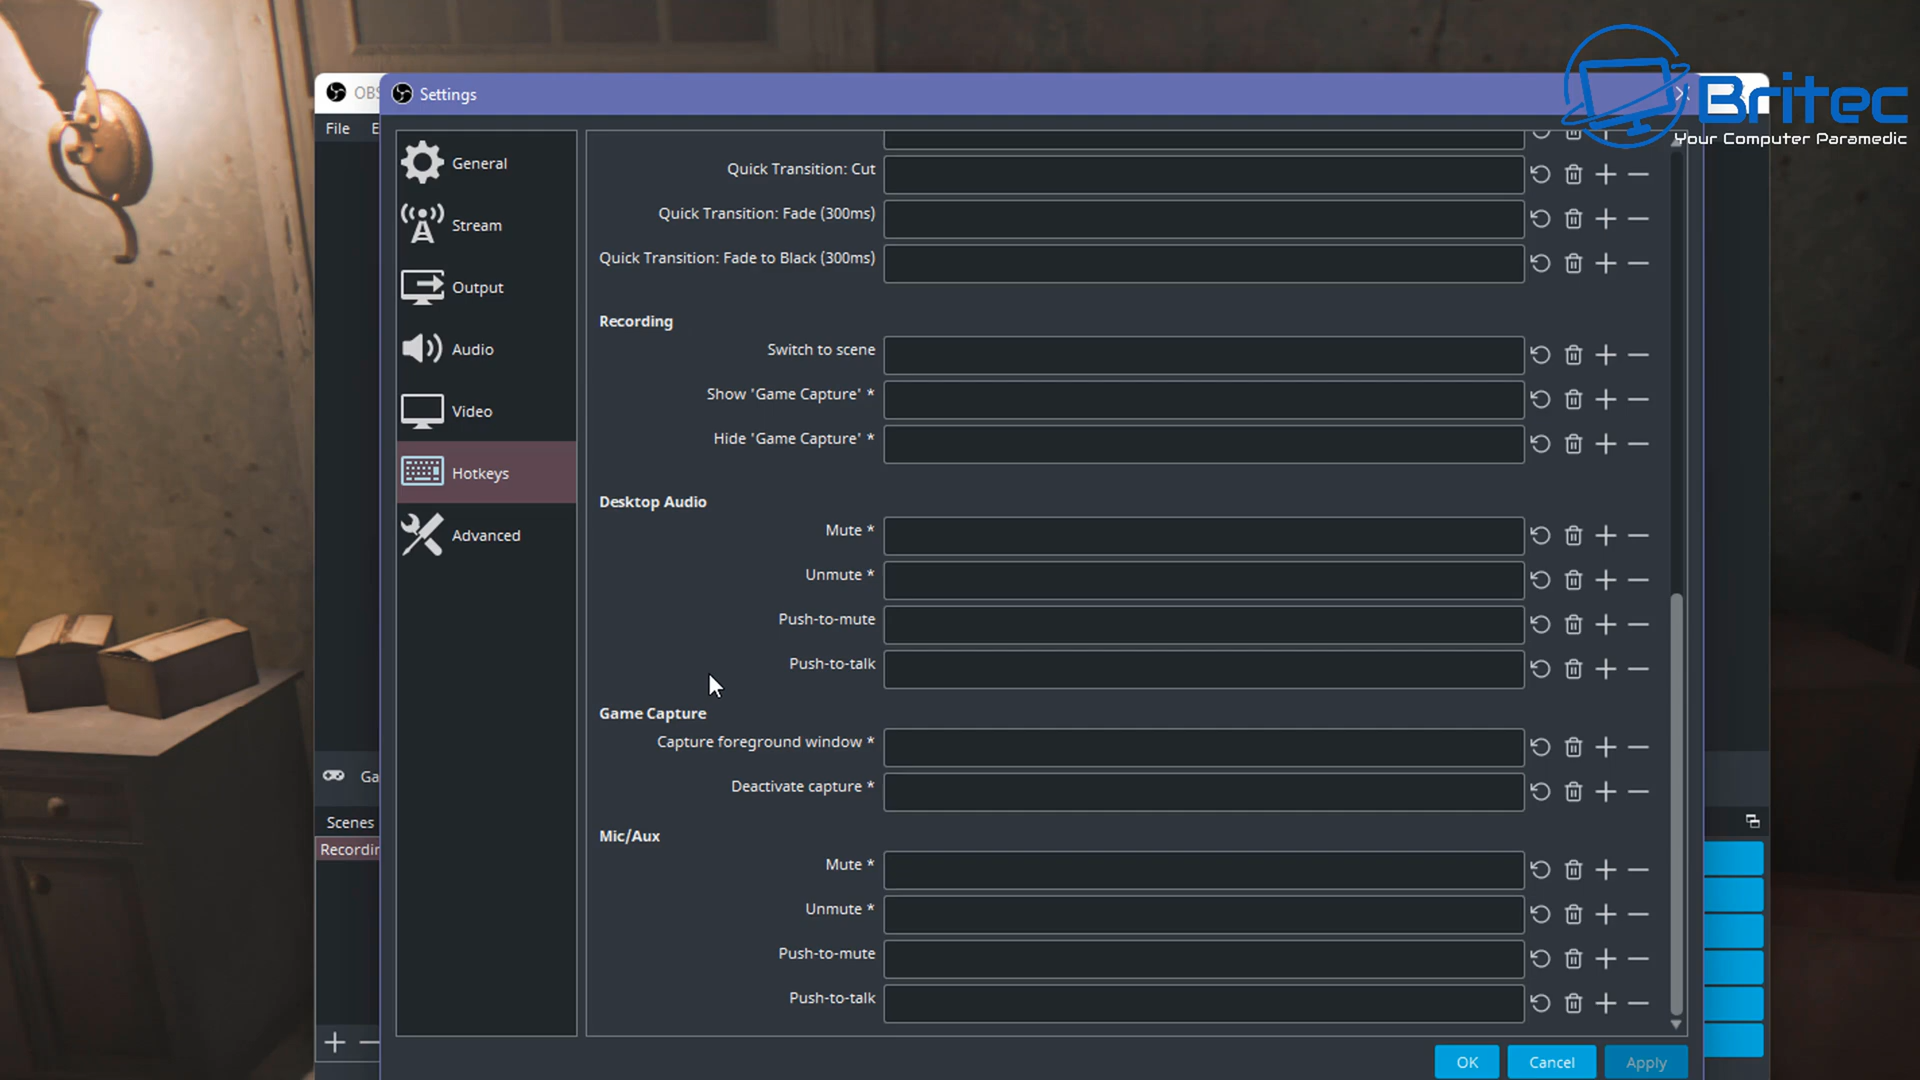 Britec
Your Computer Paramedic
OBS
Settings
File
General
Stream
Output
Audio
Video
Hotkeys
Advanced
Quick Transition: Cut
Quick Transition: Fade (300ms)
Quick Transition: Fade to Black (300ms)
Recording
Switch to scene
Show 'Game Capture' *
Hide 'Game Capture' *
Desktop Audio
Mute *
Unmute *
Push-to-mute
Push-to-talk
Game Capture
Capture foreground window *
Deactivate capture *
Mic/Aux
Mute *
Unmute *
Push-to-mute
Push-to-talk
Ga
Scenes
Recordin
OK
Cancel
Apply